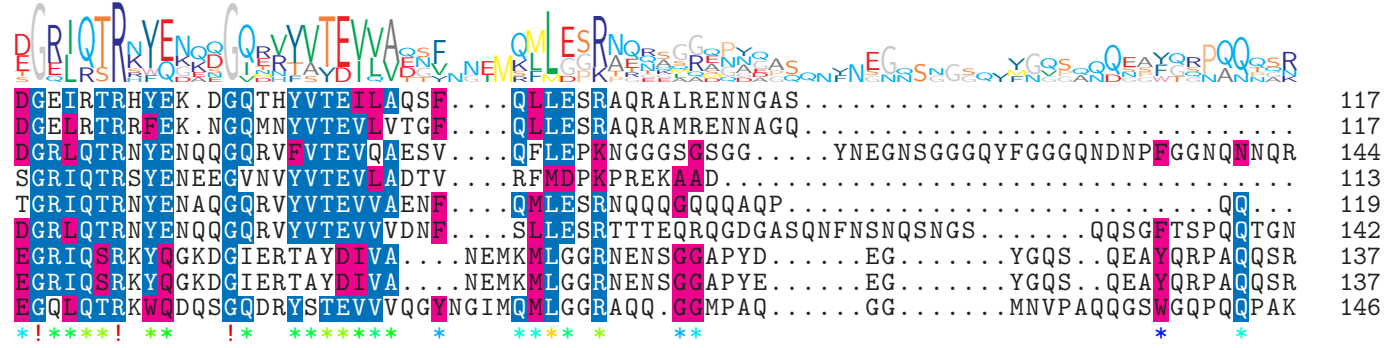 DGEIRTRHYEK.DGQTHYVTEILAQSF....QLLESRAQRALRENNGAS............................... 117
DGELRTRRFEK.NGQMNYVTEVLVTGF....QLLESRAQRAMRENNAGQ............................... 117
DGRLQTRNYENQQGQRVFVTEVQAESV....QFLEPKNGGGSGSGG.....YNEGNSGGGQYFGGGQNDNPFGGNQNNQR 144
SGRIQTRSYENEEGVNVYVTEVLADTV....RFMDPKPREKAAD.................................... 113
TGRIQTRNYENAQGQRVYVTEVVAENF....QMLESRNQQQGQQQAQP...........................QQ... 119
DGRLQTRNYENQQGQRVYVTEVVVDNF....SLLESRTTTEQRQGDGASQNFNSNQSNGS.......QQSGFTSPQQTGN 142
EGRIQSRKYQGKDGIERTAYDIVA....NEMKMLGGRNENSGGAPYD......EG.......YGQS..QEAYQRPAQQSR 137
EGRIQSRKYQGKDGIERTAYDIVA....NEMKMLGGRNENSGGAPYE......EG.......YGQS..QEAYQRPAQQSR 137
EGQLQTRKWQDQSGQDRYSTEVVVQGYNGIMQMLGGRAQQ.GGMPAQ......GG.......MNVPAQQGSWGQPQQPAK 146
*!****! ** !* ******* * **** * ** * *